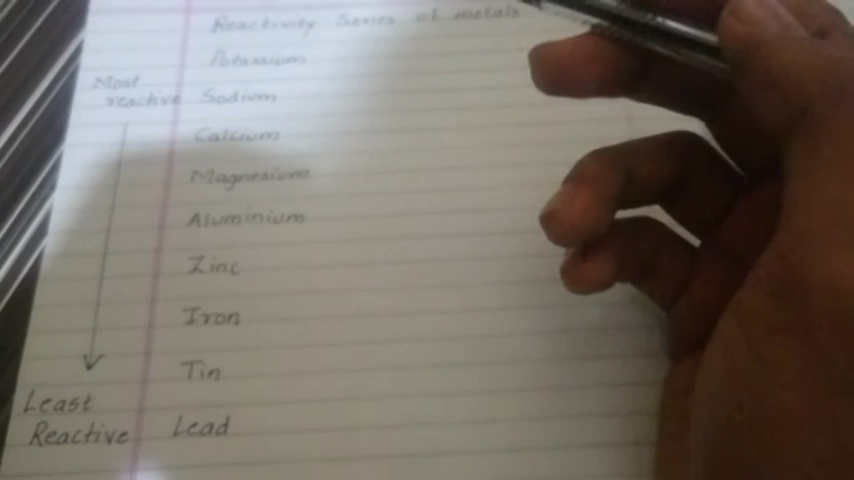 Reactivity Series of metals
Potassium
Most
reactive
Sodium
Calcium
Magnesium
Aluminium
Zinc
Iron
Tin
Least
Reactive
Lead